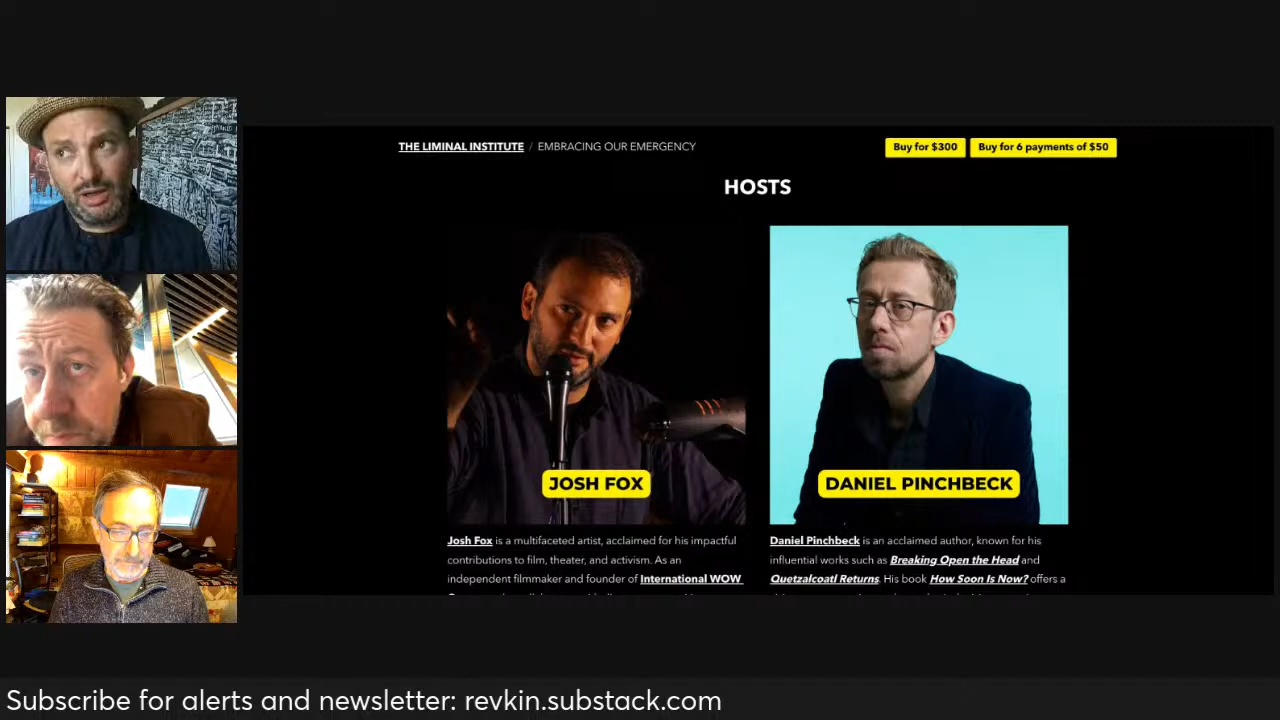 THE LIMINAL INSTITUTE / EMBRACING OUR EMERGENCY
Buy for $300
Buy for 6 payments of $50
HOSTS
JOSH FOX
Josh Fox is a multifaceted artist, acclaimed for his impactful
contributions to film, theater, and activism. As an
independent filmmaker and founder of International WOW
DANIEL PINCHBECK
Daniel Pinchbeck is an acclaimed author, known for his
influential works such as Breaking Open the Head and
Quetzalcoatl Returns. His book How Soon Is Now? offers a
Subscribe for alerts and newsletter: revkin.substack.com